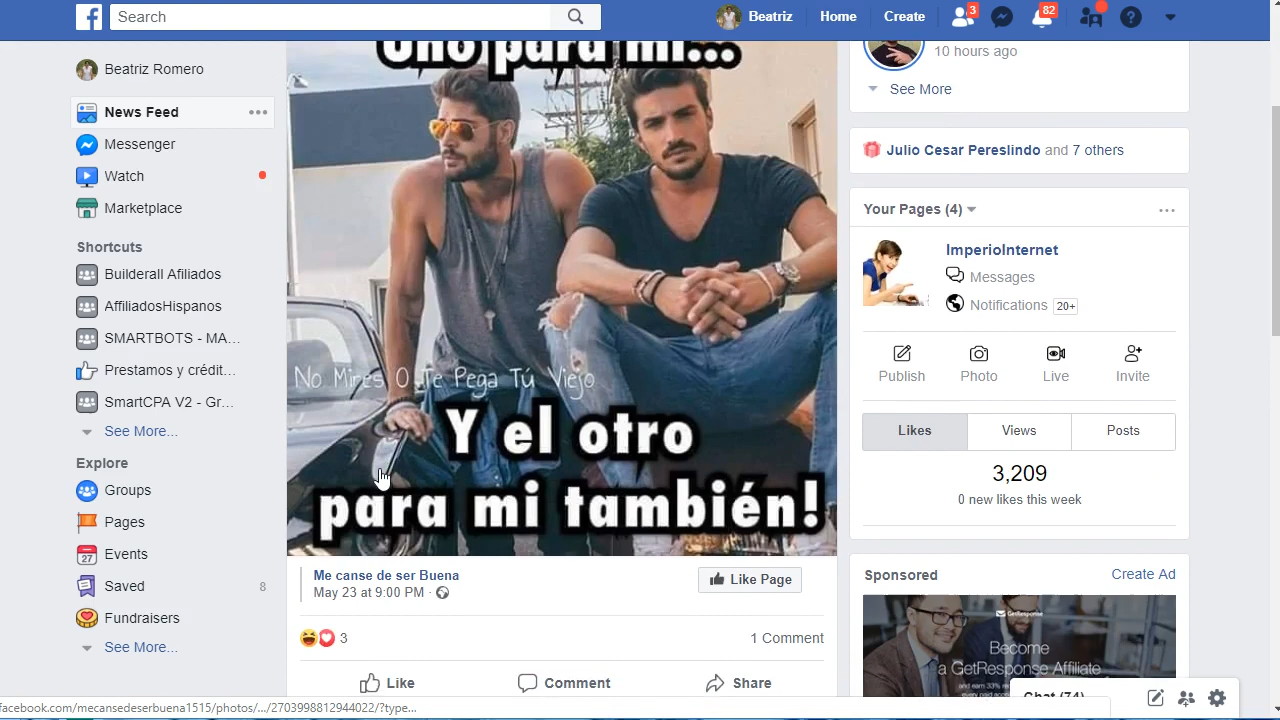 Search
Beatriz
Home
Create
3
82
Beatriz Romero
News Feed
Messenger
Watch
Marketplace
Shortcuts
Builderall Afiliados
AffiliadosHispanos
SMARTBOTS - MA...
Prestamos y crédit...
SmartCPA V2 - Gr...
See More...
Explore
Groups
Pages
27
Events
Saved
8
Fundraisers
See More...
Uno para mi...
No Mires O Te Pega Tú Viejo
Y el otro
para mi también!
Me canse de ser Buena
Like Page
May 23 at 9:00 PM
3
1 Comment
Like
Comment
Share
10 hours ago
See More
Julio Cesar Pereslindo and 7 others
Your Pages (4)
ImperioInternet
Messages
Notifications 20+
Publish
Photo
Live
Invite
Likes
Views
Posts
3,209
0 new likes this week
Sponsored
Create Ad
GetResponse
Become
a GetResponse Affiliate
Chat (74)
facebook.com/mecansedeserbuena1515/photos/.../2703998812944022/?type...